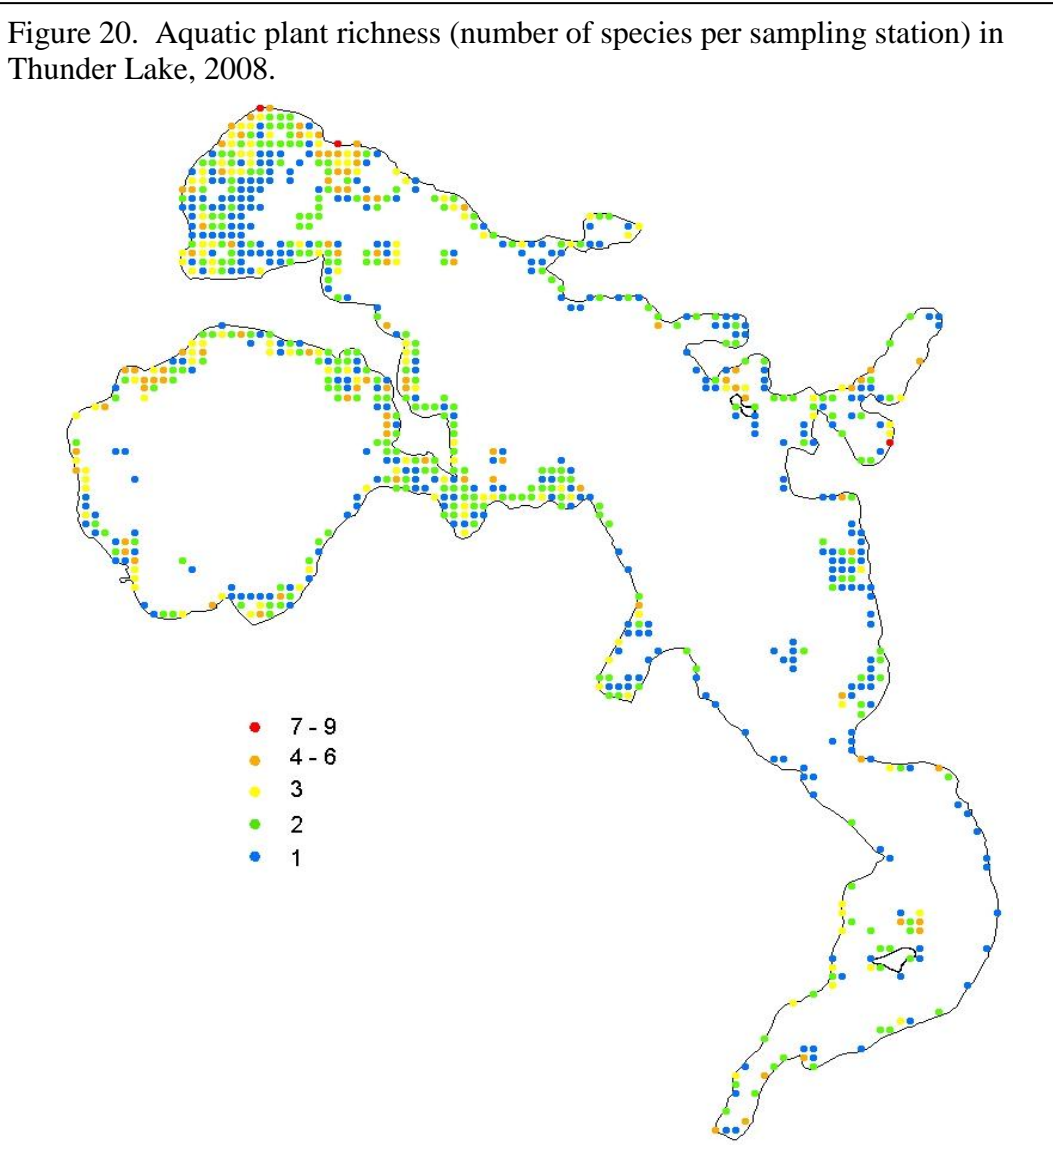 Figure 20.  Aquatic plant richness (number of species per sampling station) in
Thunder Lake, 2008.
7 - 9
4 - 6
3
2
1